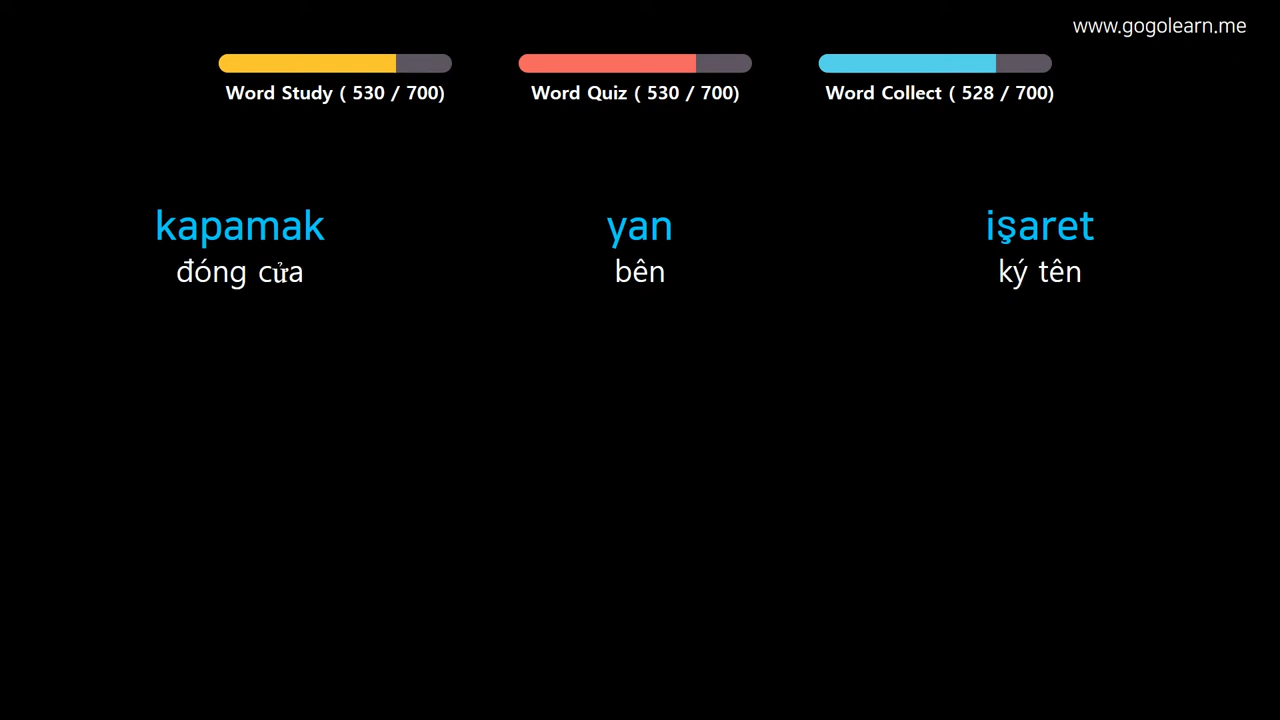 www.gogolearn.me
Word Study ( 530 / 700)
Word Quiz ( 530 / 700)
Word Collect ( 528 / 700)
kapamak
đóng cửa
yan
bên
işaret
ký tên